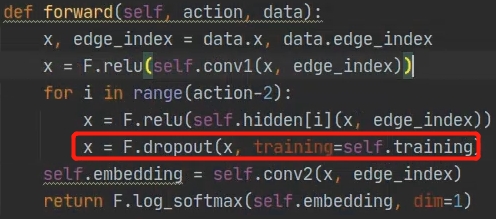 def forward(self, action, data):
    x, edge_index = data.x, data.edge_index
    x = F.relu(self.conv1(x, edge_index))
    for i in range(action-2):
        x = F.relu(self.hidden[i](x, edge_index))
        x = F.dropout(x, training=self.training)
    self.embedding = self.conv2(x, edge_index)
    return F.log_softmax(self.embedding, dim=1)